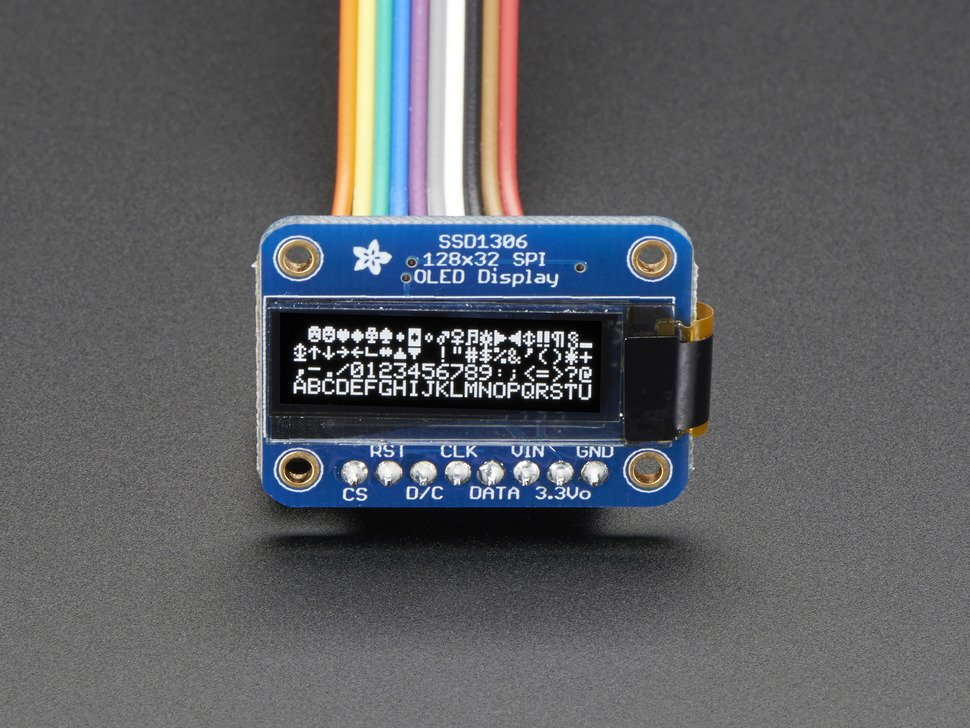 SSD1306
128x32 SPI
OLED Display
☺☻♥♦♣♠•◘○♂♀♫☼►◄↕‼¶§▬
↨↑↓→←∟↔▲▼ !"#$%&'()*+
,-./0123456789:;<=>?@
ABCDEFGHIJKLMNOPQRSTU
RST CLK VIN GND
CS D/C DATA 3.3Vo